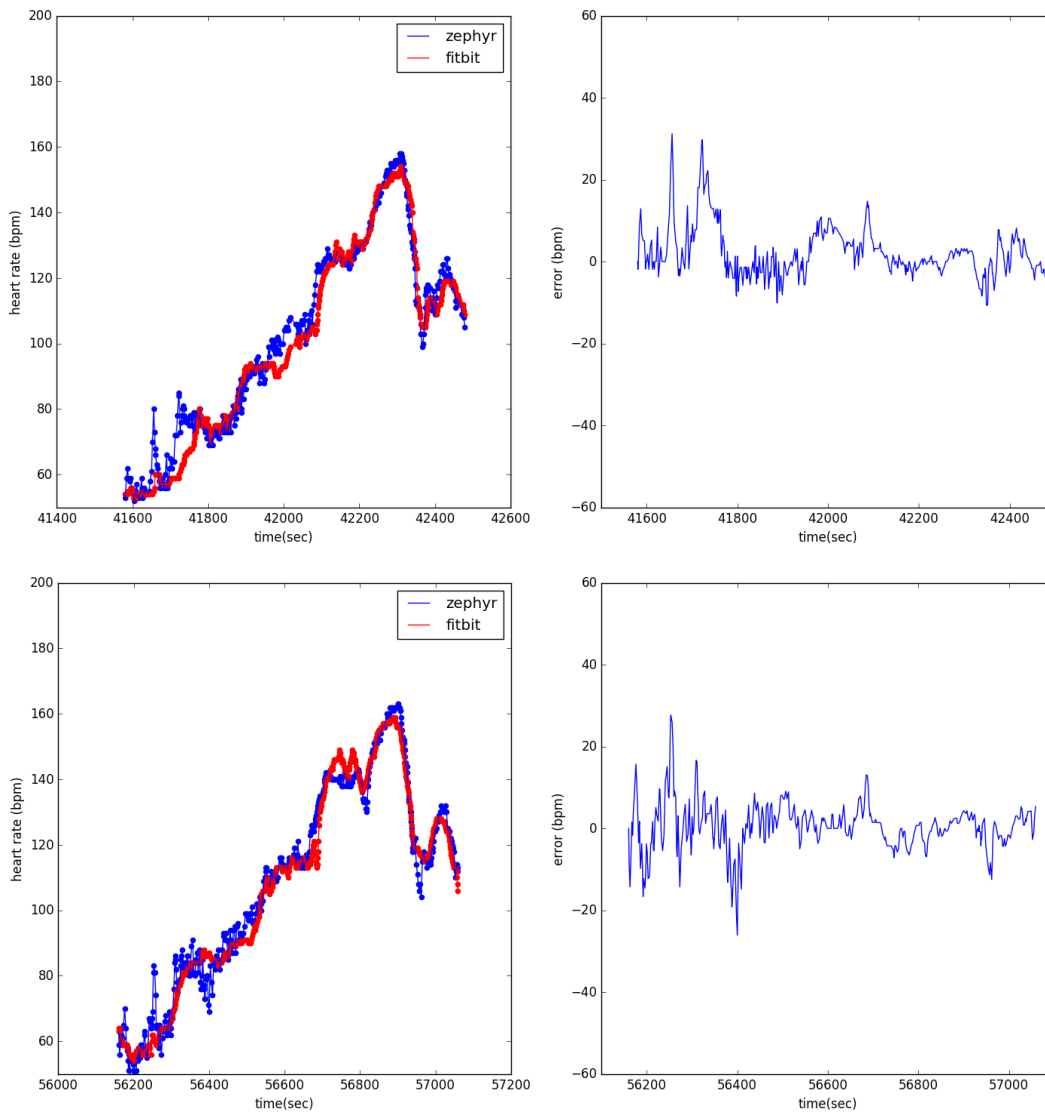 200
180
160
140
120
100
80
60
heart rate (bpm)
zephyr
fitbit
41400 41600 41800 42000 42200 42400 42600
time(sec)
60
40
20
0
−20
−40
−60
error (bpm)
41600 41800 42000 42200 42400
time(sec)
200
180
160
140
120
100
80
60
heart rate (bpm)
zephyr
fitbit
56000 56200 56400 56600 56800 57000 57200
time(sec)
60
40
20
0
−20
−40
−60
error (bpm)
56200 56400 56600 56800 57000
time(sec)